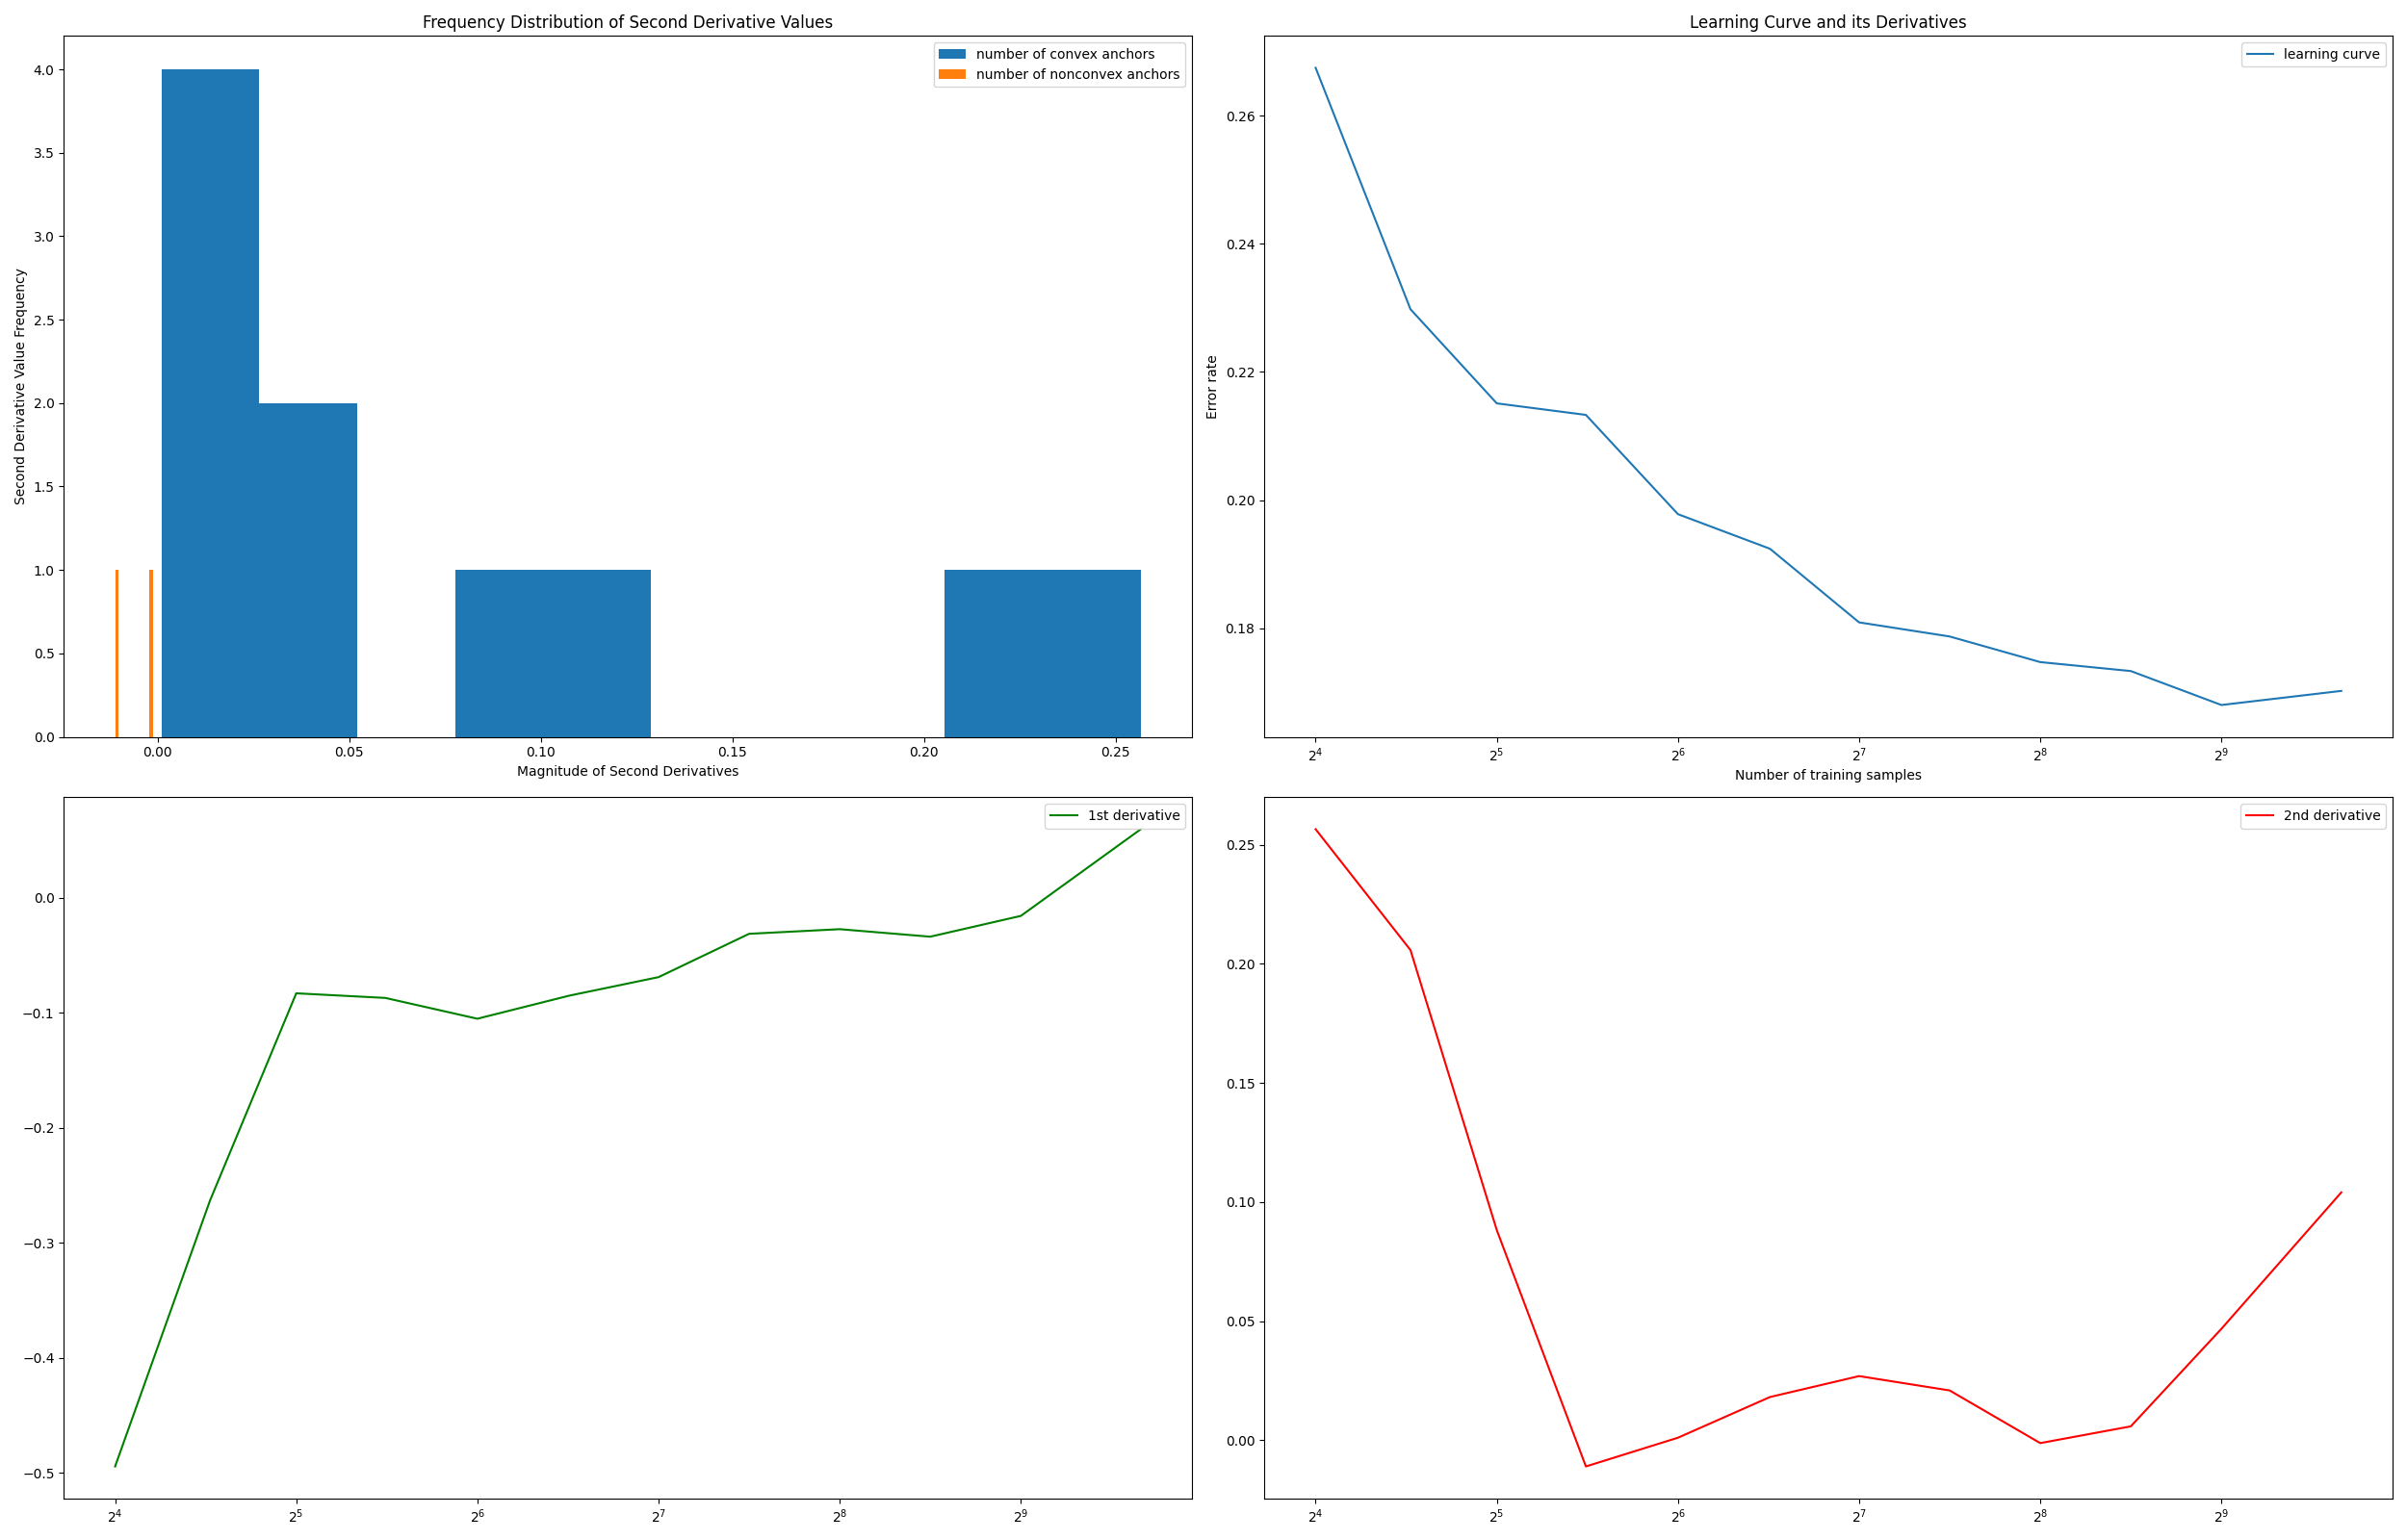 Frequency Distribution of Second Derivative Values
number of convex anchors
number of nonconvex anchors
Second Derivative Value Frequency
4.0
3.5
3.0
2.5
2.0
1.5
1.0
0.5
0.0
0.00 0.05 0.10 0.15 0.20 0.25
Magnitude of Second Derivatives
Learning Curve and its Derivatives
learning curve
Error rate
0.26
0.24
0.22
0.20
0.18
2⁴ 2⁵ 2⁶ 2⁷ 2⁸ 2⁹
Number of training samples
1st derivative
0.0
−0.1
−0.2
−0.3
−0.4
−0.5
2⁴ 2⁵ 2⁶ 2⁷ 2⁸ 2⁹
2nd derivative
0.25
0.20
0.15
0.10
0.05
0.00
2⁴ 2⁵ 2⁶ 2⁷ 2⁸ 2⁹